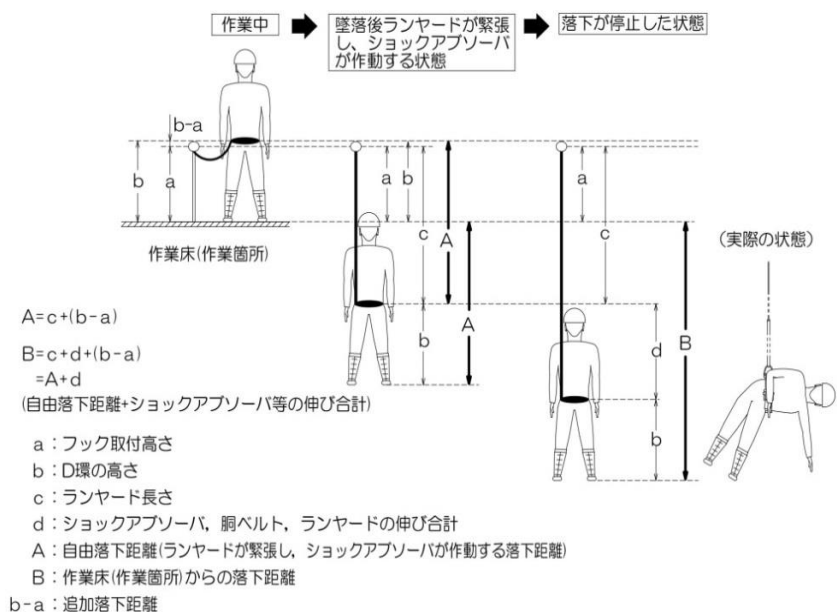 作業中
墜落後ランヤードが緊張
し、ショックアブソーバ
が作動する状態
落下が停止した状態
b-a
b
a
作業床(作業箇所)
a
b
c
A
A
b
a
c
d
B
b
(実際の状態)
A=c+(b-a)
B=c+d+(b-a)
=A+d
(自由落下距離+ショックアブソーバ等の伸び合計)
a:フック取付高さ
b:D環の高さ
c:ランヤード長さ
d:ショックアブソーバ,胴ベルト,ランヤードの伸び合計
A:自由落下距離(ランヤードが緊張し,ショックアブソーバが作動する落下距離)
B:作業床(作業箇所)からの落下距離
b-a:追加落下距離